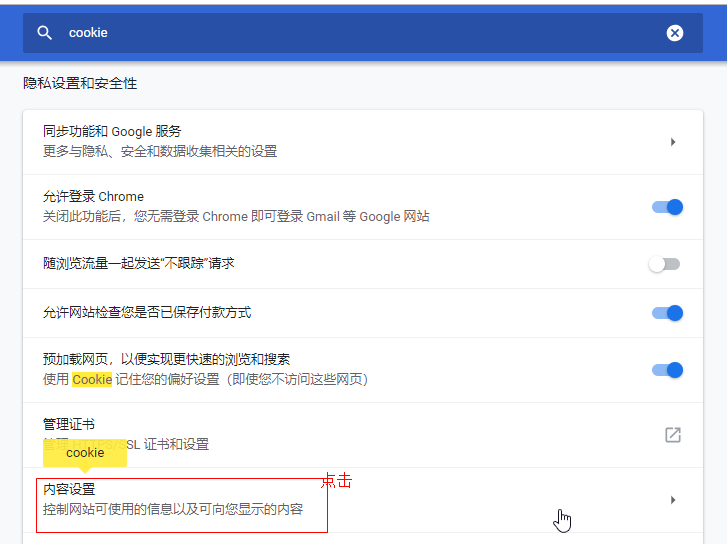 cookie
隐私设置和安全性
同步功能和 Google 服务
更多与隐私、安全和数据收集相关的设置
允许登录 Chrome
关闭此功能后，您无需登录 Chrome 即可登录 Gmail 等 Google 网站
随浏览流量一起发送“不跟踪”请求
允许网站检查您是否已保存付款方式
预加载网页，以便实现更快速的浏览和搜索
使用 Cookie 记住您的偏好设置（即使您不访问这些网页）
管理证书
管理 HTTPS/SSL 证书和设置
cookie
点击
内容设置
控制网站可使用的信息以及可向您显示的内容